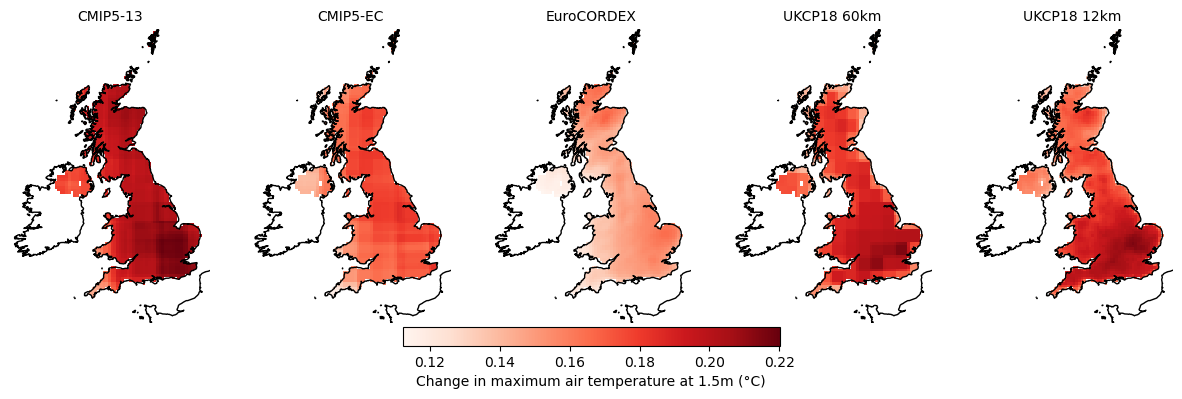 CMIP5-13 CMIP5-EC EuroCORDEX UKCP18 60km UKCP18 12km
0.12 0.14 0.16 0.18 0.20 0.22
Change in maximum air temperature at 1.5m (°C)